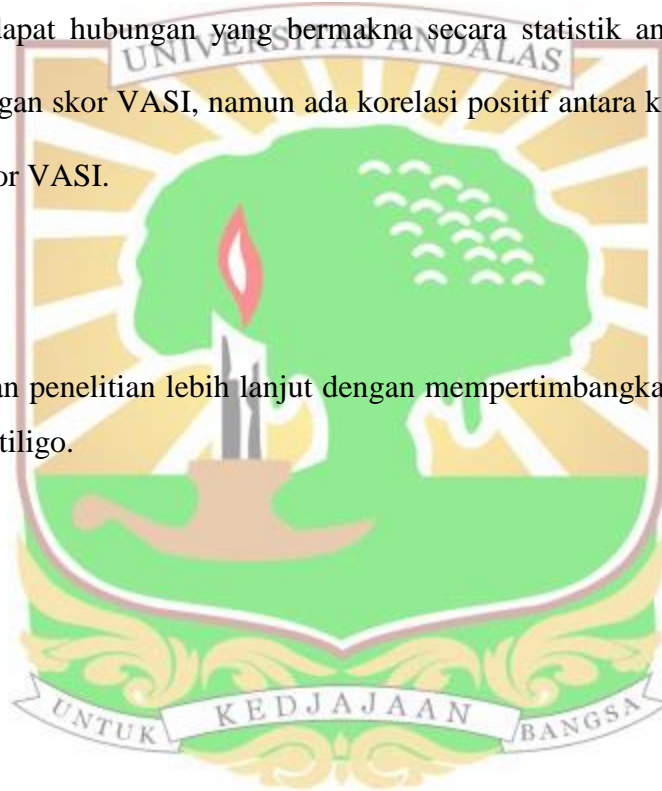 dapat hubungan yang bermakna secara statistik an
UNIVERSITAS ANDALAS
gan skor VASI, namun ada korelasi positif antara k
or VASI.
an penelitian lebih lanjut dengan mempertimbangka
tiligo.
UNTUK KEDJAJAAN BANGSA